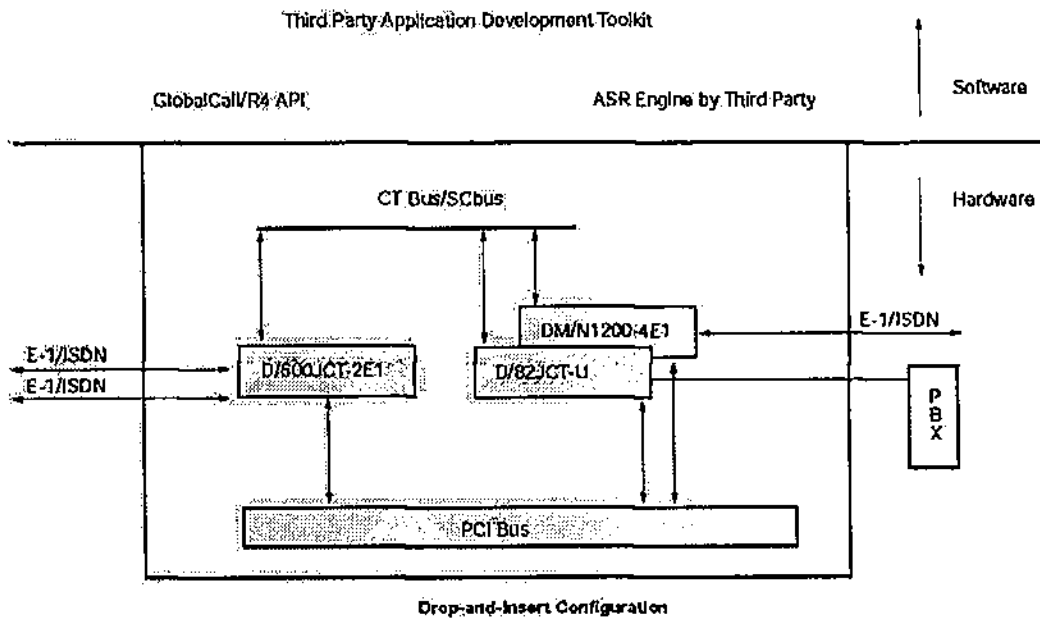 Third Party Application Development Toolkit
Software
GlobalCall/R4 API
ASR Engine by Third Party
Hardware
CT Bus/SCbus
DM/N1200-4E1
E-1/ISDN
E-1/ISDN
D/600JCT-2E1
D/82JCT-U
E-1/ISDN
PBX
PCI Bus
Drop-and-Insert Configuration